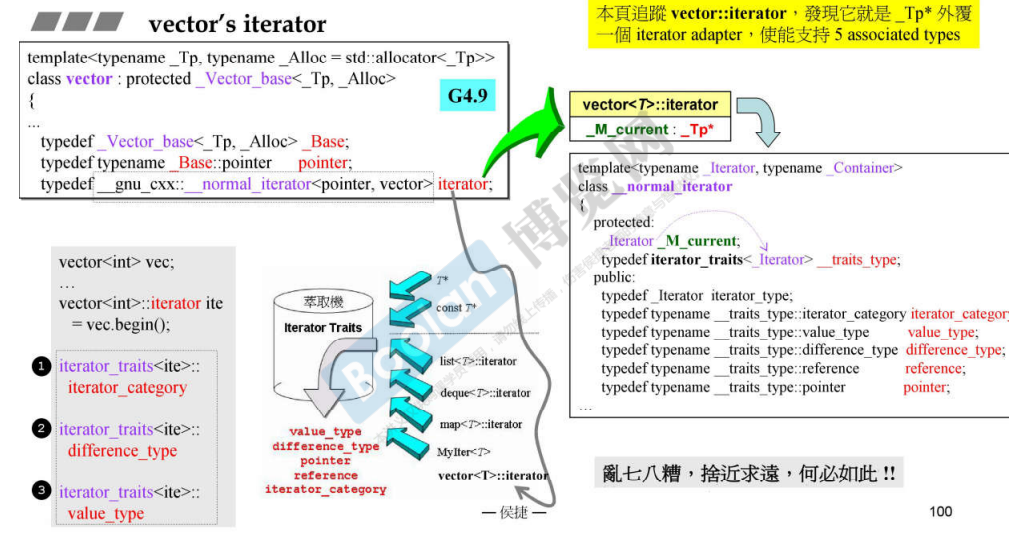 vector's iterator
本頁追蹤 vector::iterator，發現它就是 _Tp* 外覆
一個 iterator adapter，使能支持 5 associated types
template<typename _Tp, typename _Alloc = std::allocator<_Tp>>
class vector : protected _Vector_base<_Tp, _Alloc>
{
...
typedef _Vector_base<_Tp, _Alloc> _Base;
typedef typename _Base::pointer pointer;
typedef __gnu_cxx::__normal_iterator<pointer, vector> iterator;
G4.9
vector<T>::iterator
_M_current : _Tp*
template<typename _Iterator, typename _Container>
class __normal_iterator
{
protected:
_Iterator _M_current;
typedef iterator_traits<_Iterator> __traits_type;
public:
typedef _Iterator iterator_type;
typedef typename __traits_type::iterator_category iterator_category
typedef typename __traits_type::value_type value_type;
typedef typename __traits_type::difference_type difference_type;
typedef typename __traits_type::reference reference;
typedef typename __traits_type::pointer pointer;
...
vector<int> vec;
...
vector<int>::iterator ite
= vec.begin();
1 iterator_traits<ite>::
iterator_category
2 iterator_traits<ite>::
difference_type
3 iterator_traits<ite>::
value_type
萃取機
Iterator Traits
T*
const T*
list<T>::iterator
deque<T>::iterator
map<T>::iterator
MyIter<T>
vector<T>::iterator
value_type
difference_type
pointer
reference
iterator_category
亂七八糟，捨近求遠，何必如此 !!
— 侯捷 —
100
Boolan
博览网